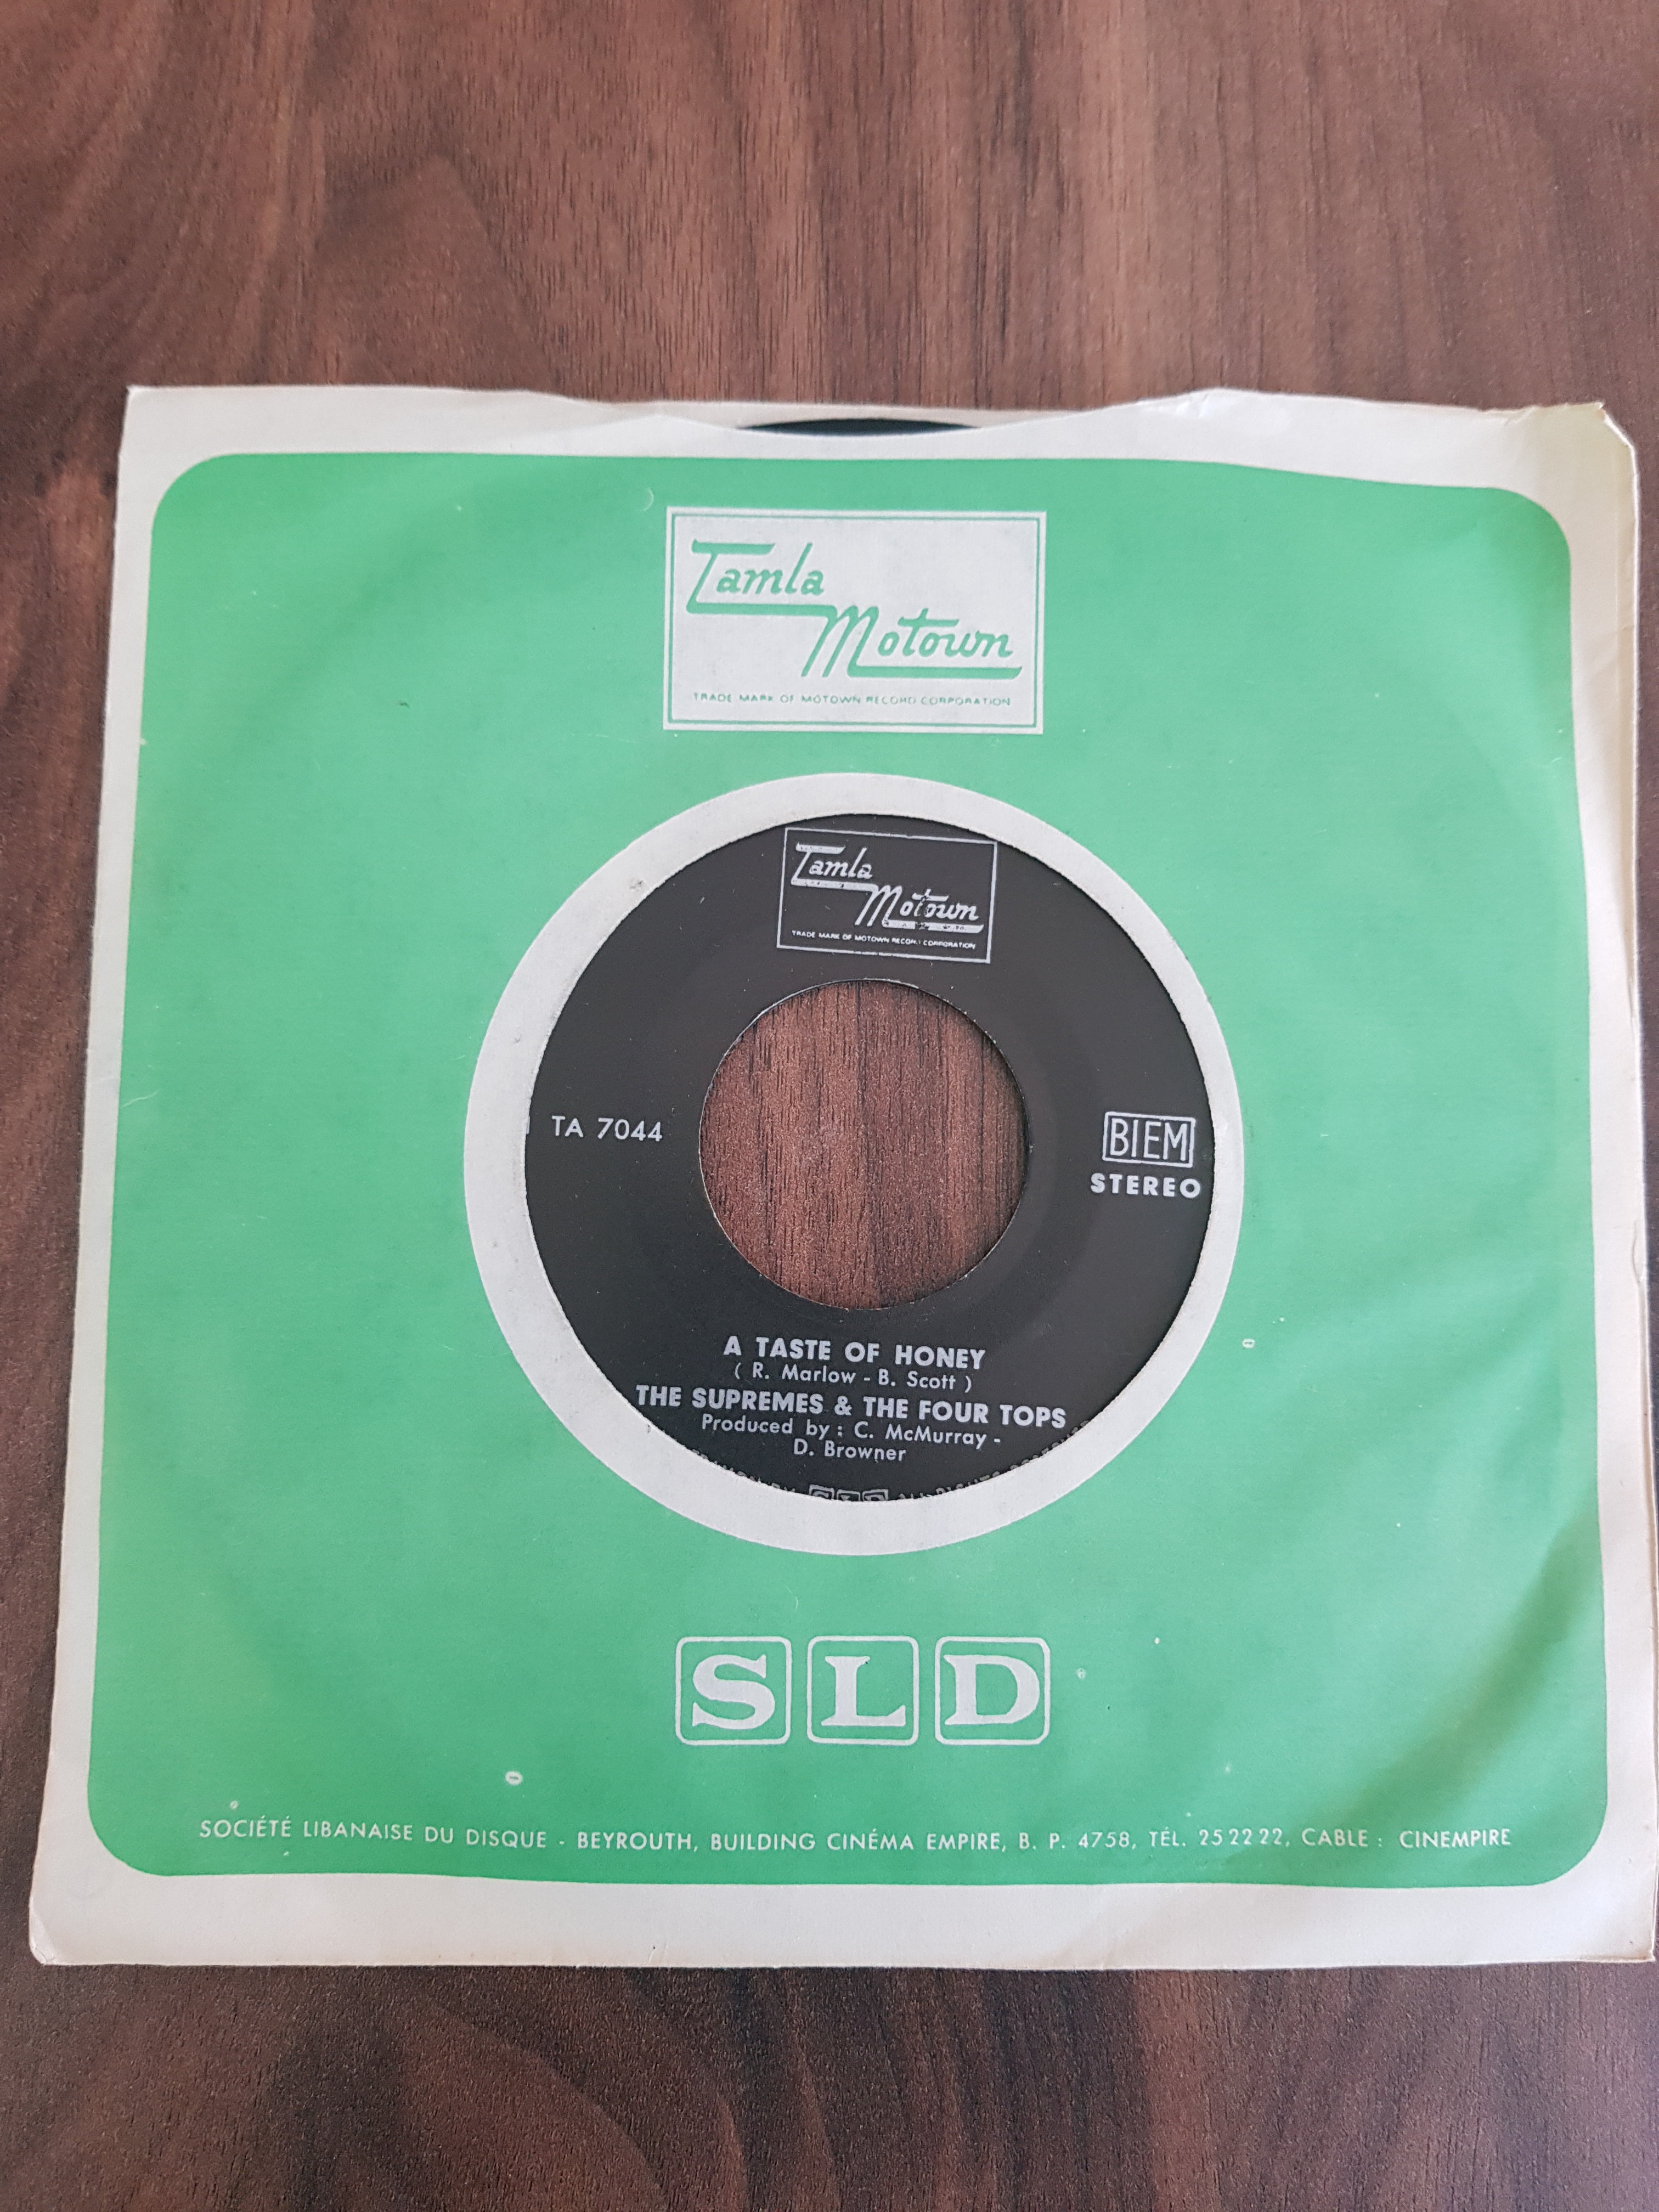 Tamla
Motown
TRADE MARK OF MOTOWN RECORD CORPORATION
Tamla
Motown
TRADE MARK OF MOTOWN RECORD CORPORATION
TA 7044
BIEM
STEREO
A TASTE OF HONEY
( R. Marlow - B. Scott )
THE SUPREMES & THE FOUR TOPS
Produced by : C. McMurray -
D. Browner
SLD
SOCIÉTÉ LIBANAISE DU DISQUE - BEYROUTH, BUILDING CINÉMA EMPIRE, B. P. 4758, TÉL. 25 22 22, CABLE : CINEMPIRE